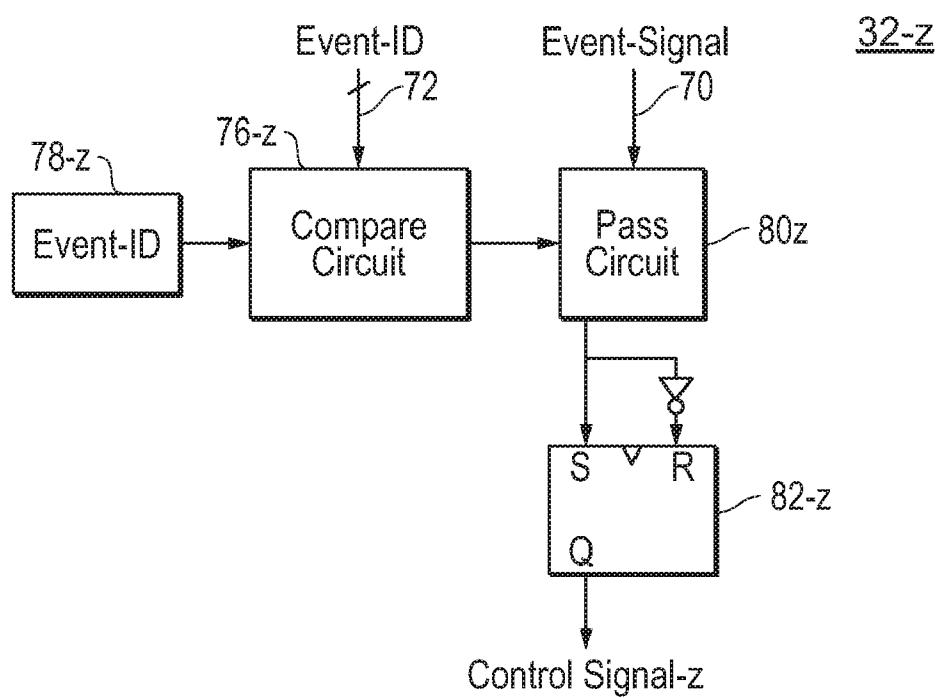 Event-ID
Event-Signal
32-z
72
70
76-z
78-z
Event-ID
Compare
Circuit
Pass
Circuit
80z
S
R
82-z
Q
Control Signal-z